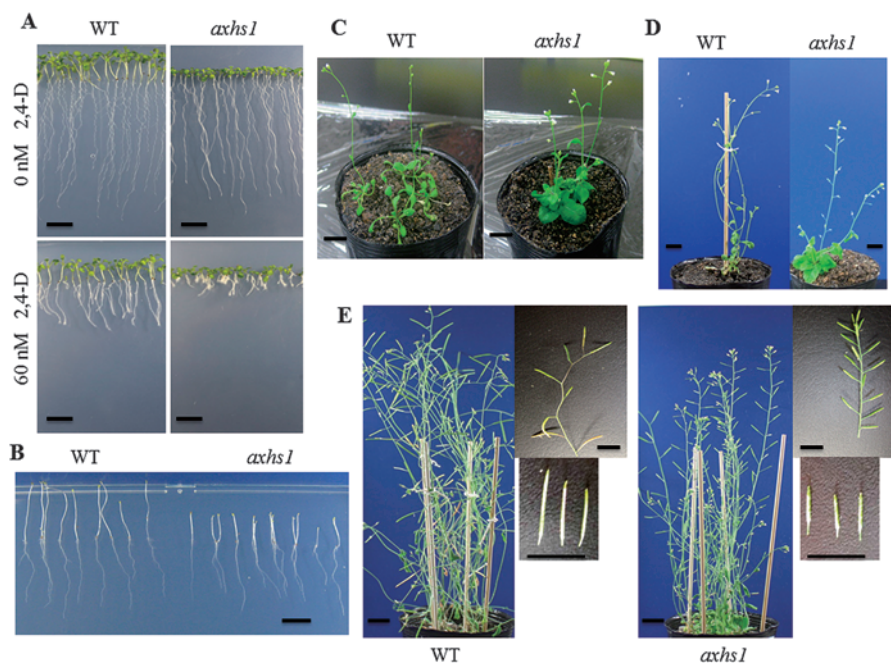 A
WT
axhs1
0 nM 2,4-D
60 nM 2,4-D
B
WT
axhs1
C
WT
axhs1
D
WT
axhs1
E
WT
axhs1